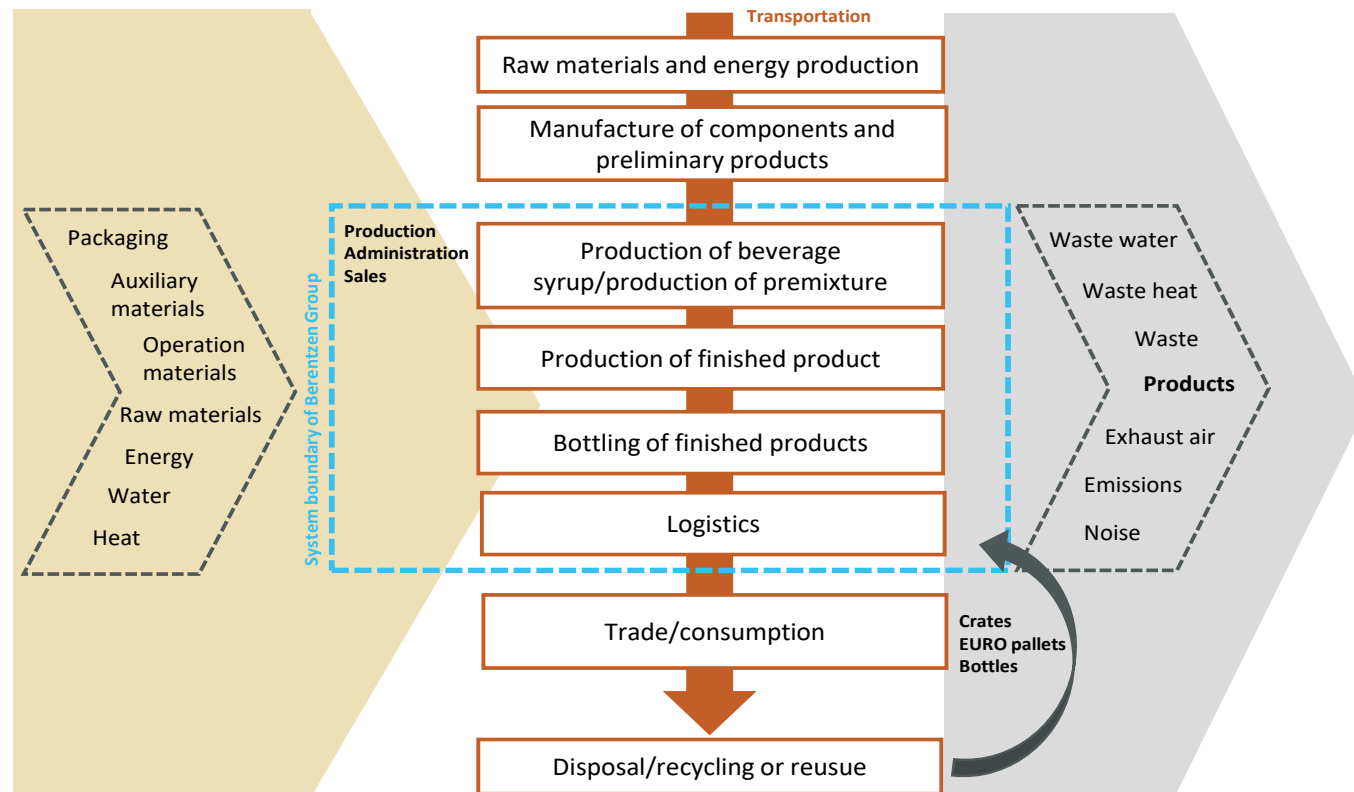 Transportation
Raw materials and energy production
Manufacture of components and
preliminary products
Packaging
Auxiliary
materials
Operation
materials
Raw materials
Energy
Water
Heat
System boundary of Berentzen Group
Production
Administration
Sales
Production of beverage
syrup/production of premixture
Production of finished product
Bottling of finished products
Logistics
Trade/consumption
Disposal/recycling or reusue
Waste water
Waste heat
Waste
Products
Exhaust air
Emissions
Noise
Crates
EURO pallets
Bottles